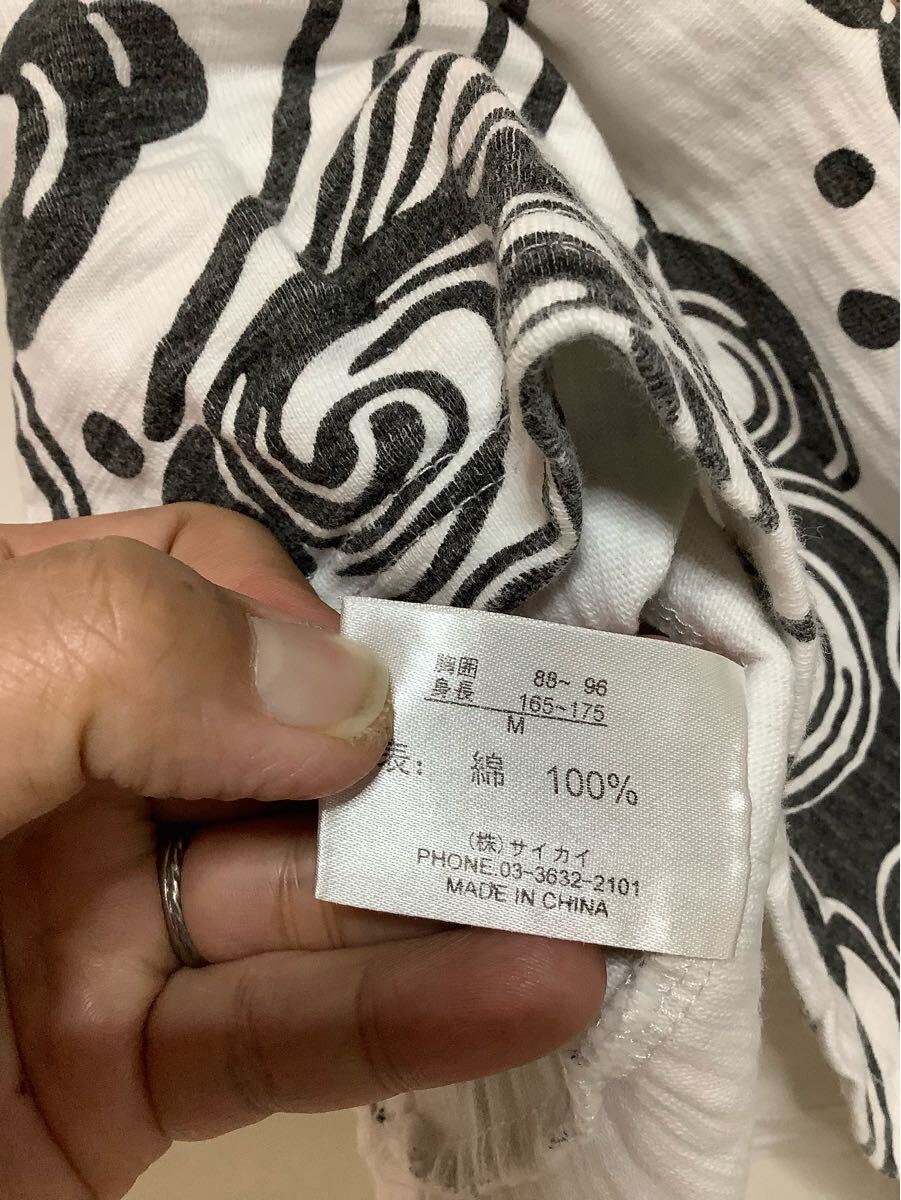 胸囲 88~ 96
身長 165~175
M
表: 綿 100%
(株)サイカイ
PHONE.03-3632-2101
MADE IN CHINA